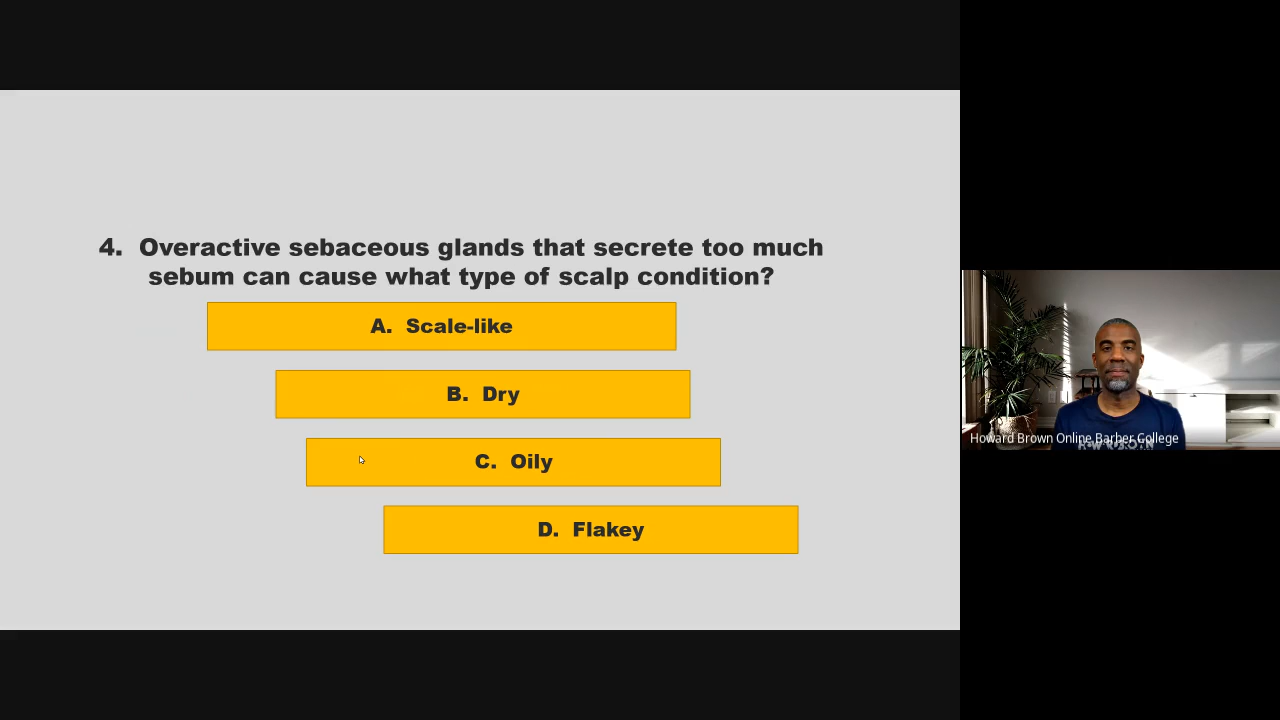 4. Overactive sebaceous glands that secrete too much
sebum can cause what type of scalp condition?
A. Scale-like
B. Dry
C. Oily
D. Flakey
Howard Brown Online Barber College